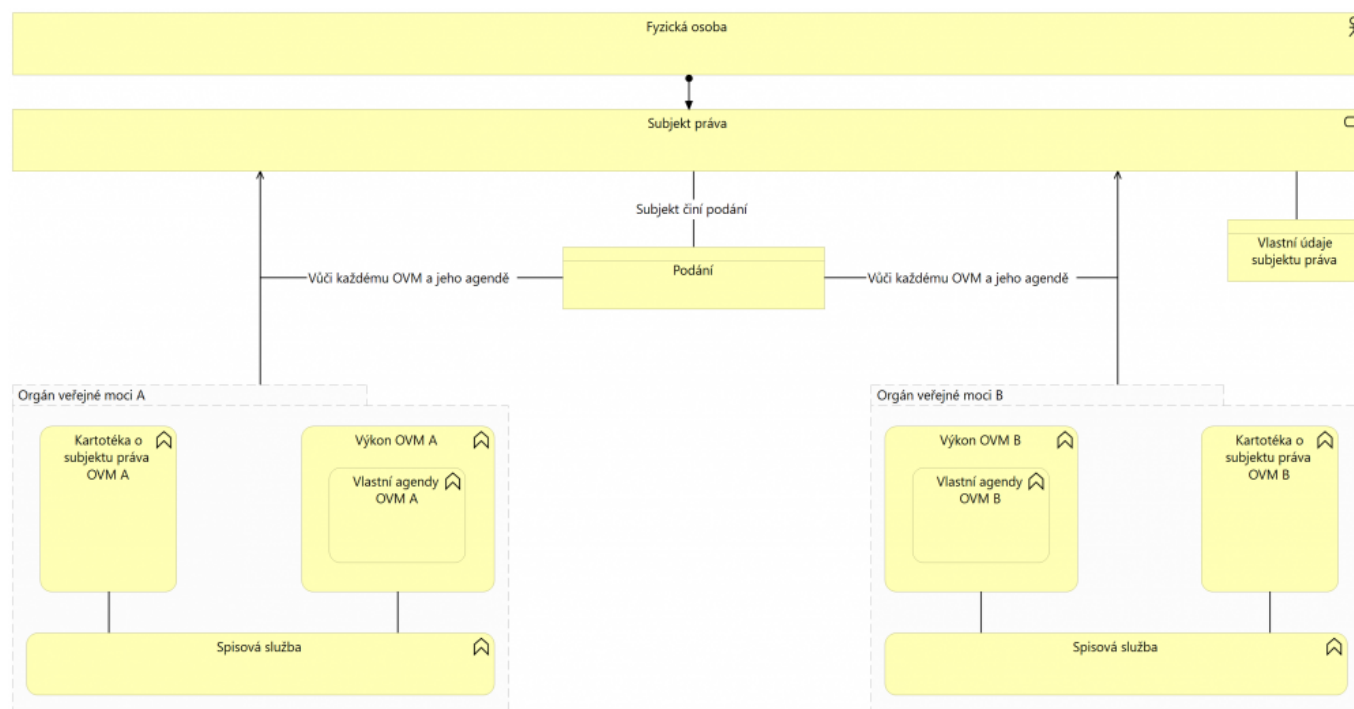 Fyzická osoba
Subjekt práva
Subjekt činí podání
Vlastní údaje
subjektu práva
Podání
Vůči každému OVM a jeho agendě
Vůči každému OVM a jeho agendě
Orgán veřejné moci A
Kartotéka o
subjektu práva
OVM A
Výkon OVM A
Vlastní agendy
OVM A
Spisová služba
Orgán veřejné moci B
Výkon OVM B
Vlastní agendy
OVM B
Kartotéka o
subjektu práva
OVM B
Spisová služba